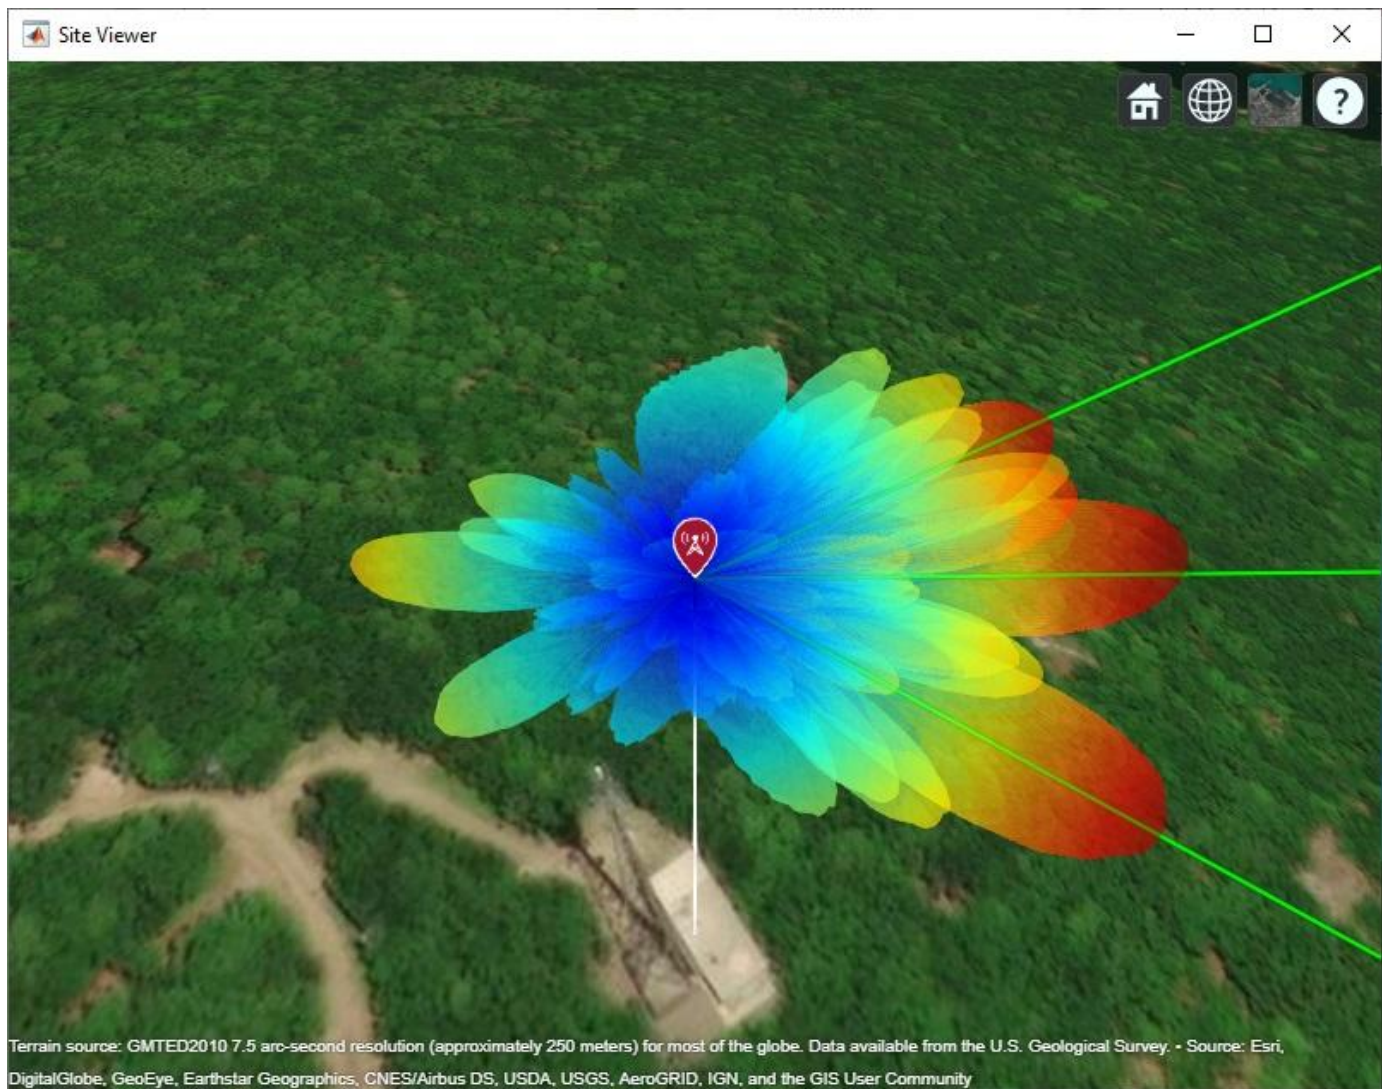 Site Viewer
?
Terrain source: GMTED2010 7.5 arc-second resolution (approximately 250 meters) for most of the globe. Data available from the U.S. Geological Survey. • Source: Esri,
DigitalGlobe, GeoEye, Earthstar Geographics, CNES/Airbus DS, USDA, USGS, AeroGRID, IGN, and the GIS User Community